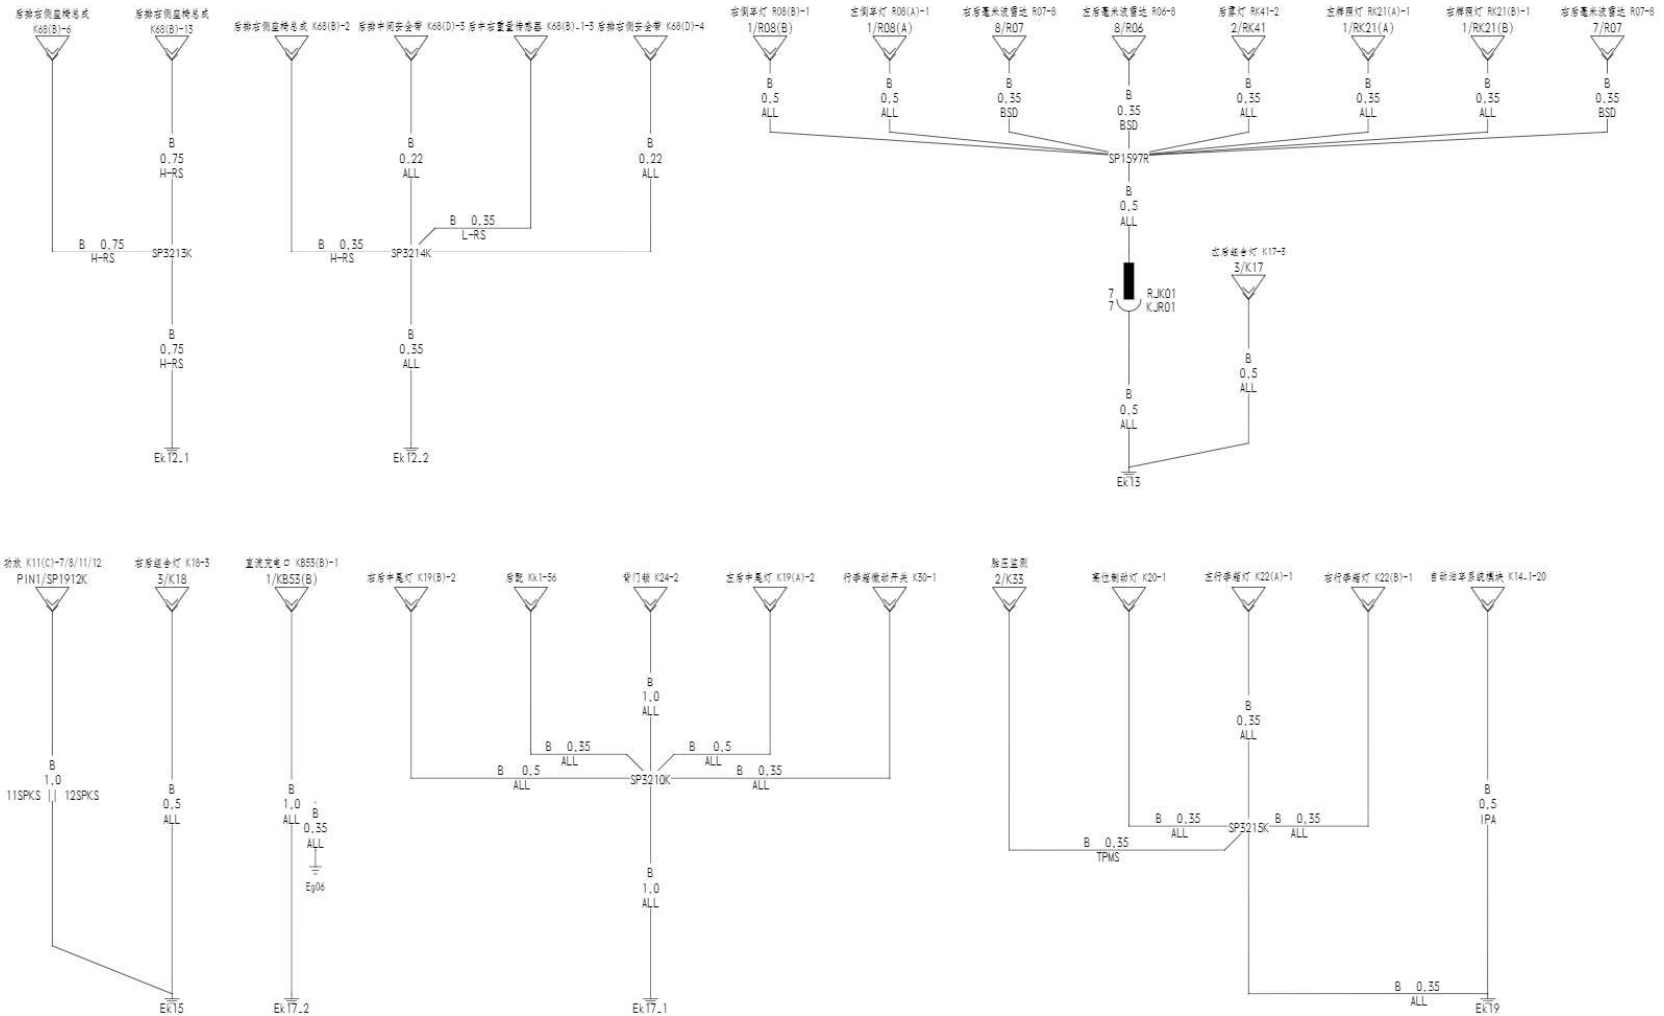 后排右侧座椅总成
K68(B)-6
后排右侧座椅总成
K68(B)-13
后排右侧座椅总成 K68(B)-2
后排中间安全带 K68(D)-3
后中右重量传感器 K68(B)_1-3
后排右侧安全带 K68(D)-4
右倒车灯 R08(B)-1
1/R08(B)
左倒车灯 R08(A)-1
1/R08(A)
右后毫米波雷达 R07-8
8/R07
左后毫米波雷达 R06-8
8/R06
后雾灯 RK41-2
2/RK41
左牌照灯 RK21(A)-1
1/RK21(A)
右牌照灯 RK21(B)-1
1/RK21(B)
右后毫米波雷达 R07-8
7/R07
B
0.5
ALL
B
0.5
ALL
B
0.35
BSD
B
0.35
BSD
B
0.35
ALL
B
0.35
ALL
B
0.35
ALL
B
0.35
BSD
B
0.75
H-RS
B
0.22
ALL
B
0.22
ALL
SP1597R
B
0.5
ALL
B 0.35
L-RS
B 0.75
H-RS
SP3213K
B 0.35
H-RS
SP3214K
左后组合灯 K17-3
3/K17
7 RJK01
7 KJR01
B
0.75
H-RS
B
0.35
ALL
B
0.5
ALL
B
0.5
ALL
Ek12_1
Ek12_2
Ek13
功放 K11(C)-7/8/11/12
PIN1/SP1912K
右后组合灯 K18-3
3/K18
直流充电口 KB53(B)-1
1/KB53(B)
右后中尾灯 K19(B)-2
后配 Kk1-56
背门锁 K24-2
左后中尾灯 K19(A)-2
行李箱微动开关 K30-1
胎压监测
2/K33
高位制动灯 K20-1
左行李箱灯 K22(A)-1
右行李箱灯 K22(B)-1
自动泊车系统模块 K14_1-20
B
1.0
ALL
B
0.35
ALL
B 0.35
ALL
B 0.5
ALL
B 0.5
ALL
SP3210K
B 0.35
ALL
B
1.0
11SPKS || 12SPKS
B
0.5
ALL
B
1.0
ALL
B
0.35
ALL
Eg06
B 0.35
ALL
SP3215K
B 0.35
ALL
B 0.35
TPMS
B
0.5
IPA
B
1.0
ALL
B 0.35
ALL
Ek15
Ek17_2
Ek17_1
Ek19